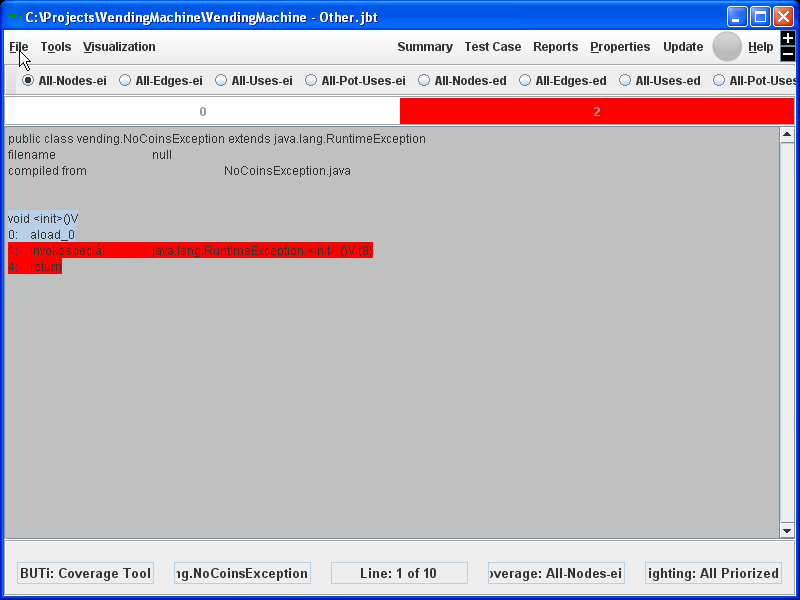 C:\Projects\VendingMachine\VendingMachine - Other.jbt
File Tools Visualization Summary Test Case Reports Properties Update Help
All-Nodes-ei All-Edges-ei All-Uses-ei All-Pot-Uses-ei All-Nodes-ed All-Edges-ed All-Uses-ed All-Pot-Uses
0 2
public class vending.NoCoinsException extends java.lang.RuntimeException
filename null
compiled from NoCoinsException.java
void <init>()V
0: aload_0
1: invokespecial java.lang.RuntimeException.<init> ()V (8)
4: return
BUTi: Coverage Tool ng.NoCoinsException Line: 1 of 10 overage: All-Nodes-ei ighting: All Priorized